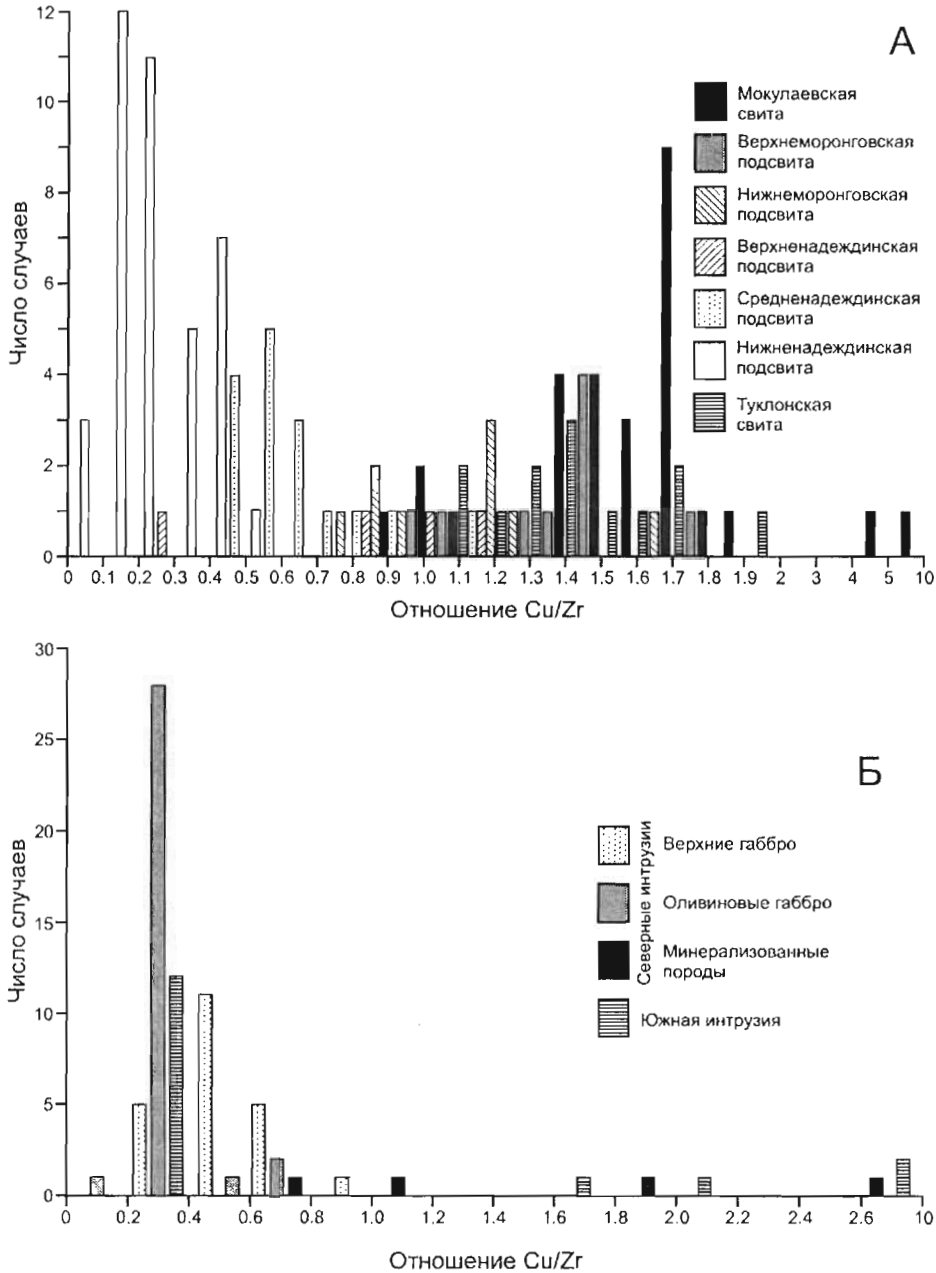 А
Число случаев
12
10
8
6
4
2
0
0 0.1 0.2 0.3 0.4 0.5 0.6 0.7 0.8 0.9 1.0 1.1 1.2 1.3 1.4 1.5 1.6 1.7 1.8 1.9 2 3 4 5 10
Отношение Cu/Zr
Мокулаевская
свита
Верхнеморонговская
подсвита
Нижнеморонговская
подсвита
Верхненадеждинская
подсвита
Средненадеждинская
подсвита
Нижненадеждинская
подсвита
Туклонская
свита
Б
Число случаев
30
25
20
15
10
5
0
0 0.2 0.4 0.6 0.8 1.0 1.2 1.4 1.6 1.8 2.0 2.2 2.4 2.6 10
Отношение Cu/Zr
Северные интрузии
Верхние габбро
Оливиновые габбро
Минерализованные
породы
Южная интрузия